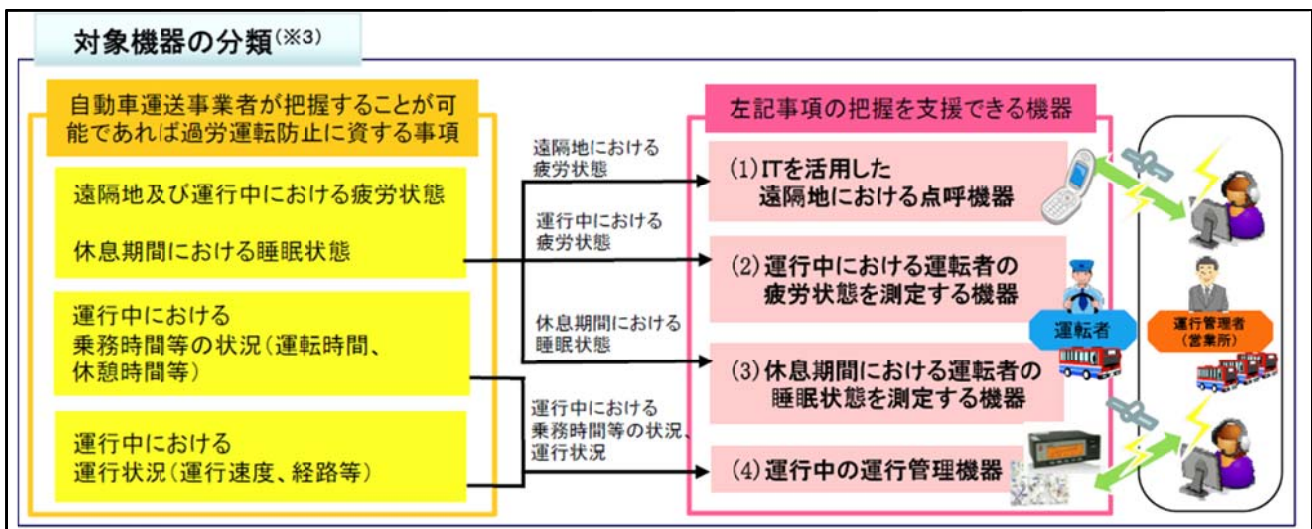 対象機器の分類(※3)
自動車運送事業者が把握することが可
能であれば過労運転防止に資する事項
遠隔地及び運行中における疲労状態
休息期間における睡眠状態
運行中における
乗務時間等の状況(運転時間、
休憩時間等)
運行中における
運行状況(運行速度、経路等)
遠隔地における
疲労状態
運行中における
疲労状態
休息期間における
睡眠状態
運行中における
乗務時間等の状況、
運行状況
左記事項の把握を支援できる機器
(1)ITを活用した
遠隔地における点呼機器
(2)運行中における運転者の
疲労状態を測定する機器
(3)休息期間における運転者の
睡眠状態を測定する機器
(4)運行中の運行管理機器
運転者
運行管理者
(営業所)